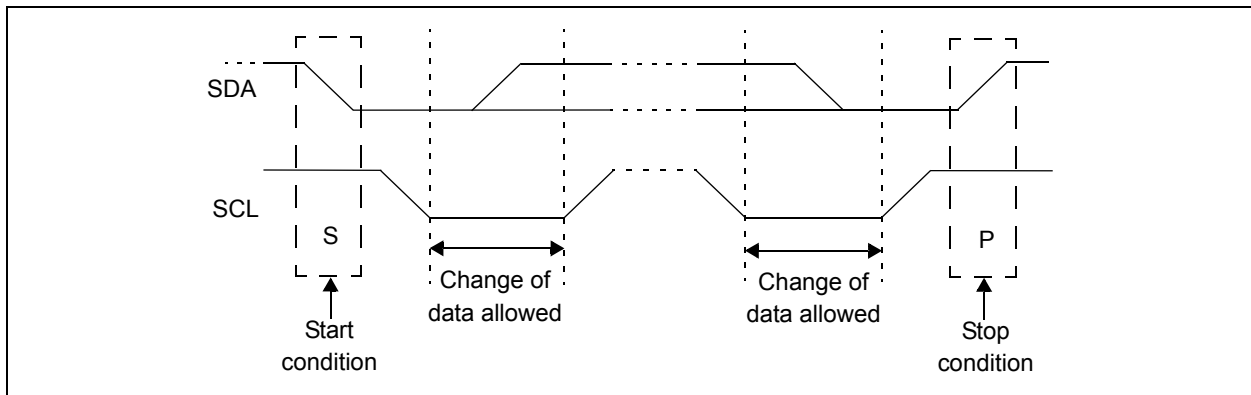 SDA
SCL
S
P
Change of
data allowed
Change of
data allowed
Start
condition
Stop
condition